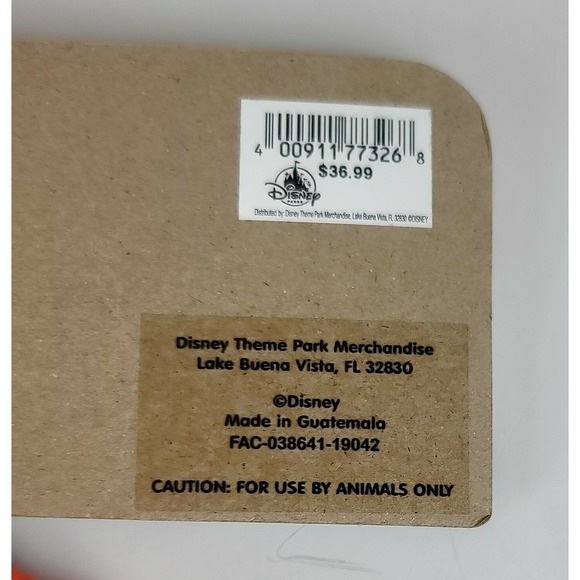 4 00911 77326 8
$36.99
DISNEY
PARKS
Distributed by: Disney Theme Park Merchandise, Lake Buena Vista, FL 32830 ©DISNEY
Disney Theme Park Merchandise
Lake Buena Vista, FL 32830
©Disney
Made in Guatemala
FAC-038641-19042
CAUTION: FOR USE BY ANIMALS ONLY